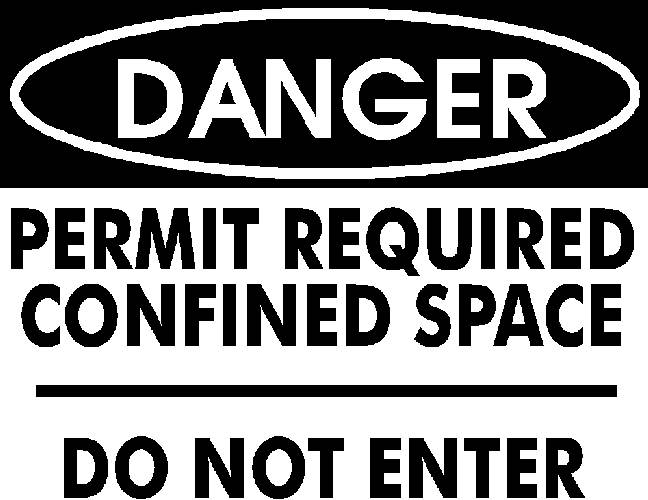 DANGER
PERMIT REQUIRED
CONFINED SPACE
DO NOT ENTER